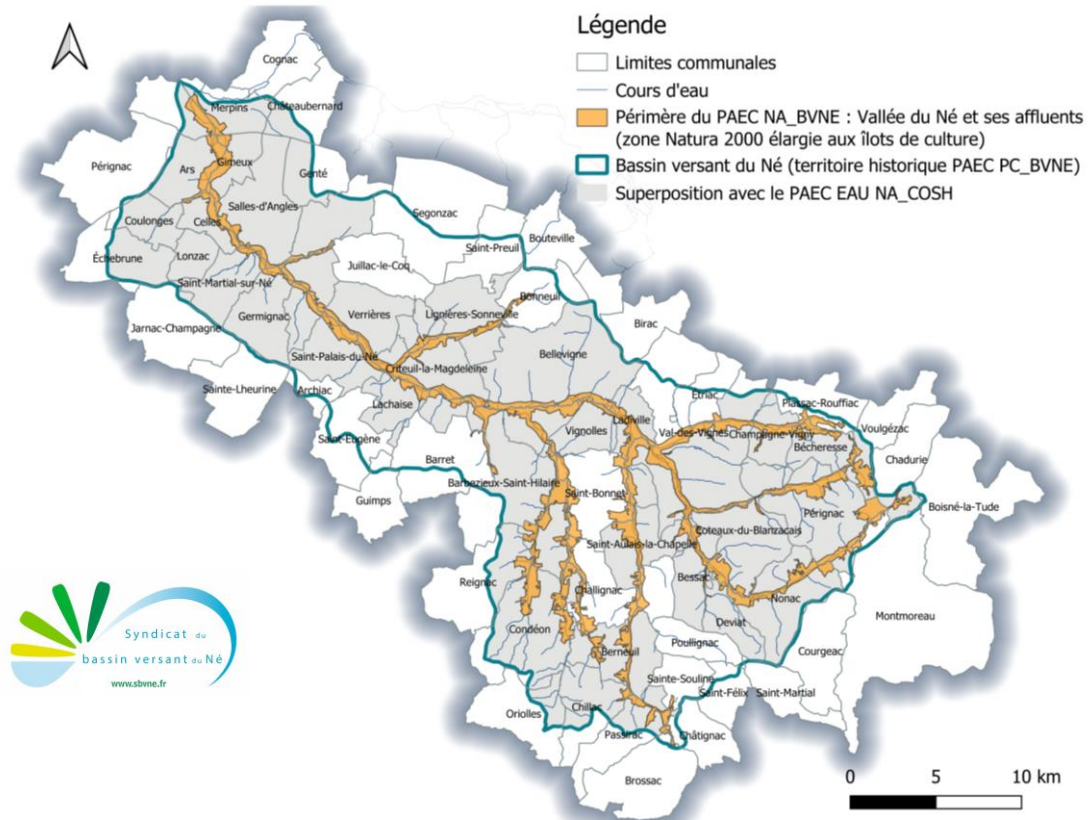 Légende
Limites communales
Cours d'eau
Périmère du PAEC NA_BVNE : Vallée du Né et ses affluents
(zone Natura 2000 élargie aux îlots de culture)
Bassin versant du Né (territoire historique PAEC PC_BVNE)
Superposition avec le PAEC EAU NA_COSH
Cognac
Merpins
Châteaubernard
Pérignac
Gimeux
Ars
Genté
Salles-d'Angles
Segonzac
Coulonges
Celles
Saint-Preuil
Bouteville
Échebrune
Lonzac
Juillac-le-Coq
Saint-Martial-sur-Né
Bonneuil
Jarnac-Champagne
Germignac
Verrières
Lignières-Sonneville
Birac
Saint-Palais-du-Né
Bellevigne
Criteuil-la-Magdeleine
Sainte-Lheurine
Archiac
Lachaise
Étriac
Plassac-Rouffiac
Ladiville
Voulgézac
Saint-Eugène
Vignolles
Val-des-Vignes
Champagne-Vigny
Bécheresse
Chadurie
Barret
Barbezieux-Saint-Hilaire
Guimps
Saint-Bonnet
Pérignac
Boisné-la-Tude
Coteaux-du-Blanzacais
Saint-Aulais-la-Chapelle
Reignac
Bessac
Challignac
Nonac
Montmoreau
Condéon
Deviat
Poullignac
Courgeac
Berneuil
Sainte-Souline
Saint-Félix
Saint-Martial
Chillac
Oriolles
Passirac
Châtignac
Brossac
Syndicat du
bassin versant du Né
www.sbvne.fr
0 5 10 km